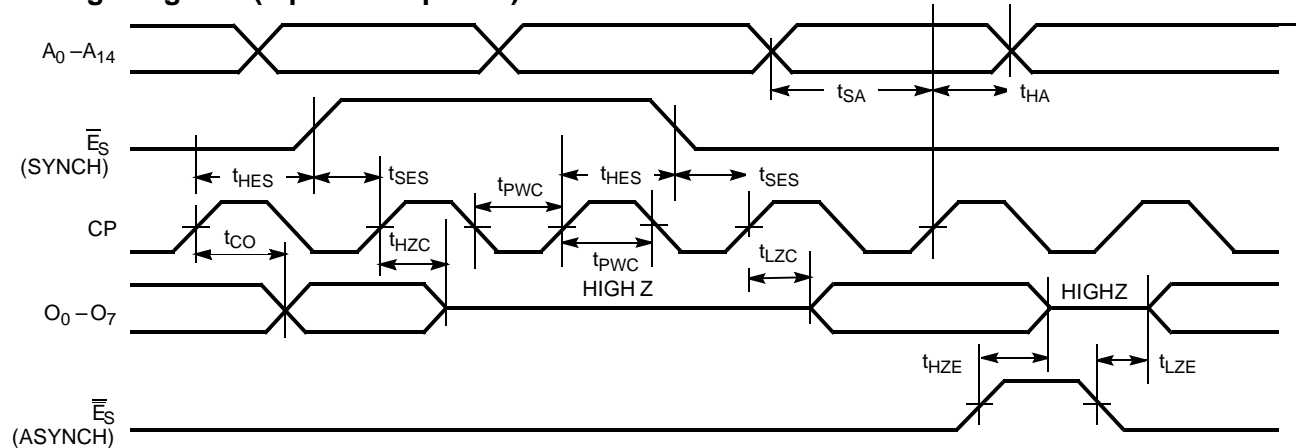 A0 – A14
tSA
tHA
ES
(SYNCH)
tHES
tSES
tPWC
tHES
tSES
CP
tCO
tHZC
tPWC
tLZC
HIGH Z
HIGHZ
O0 – O7
tHZE
tLZE
ES
(ASYNCH)